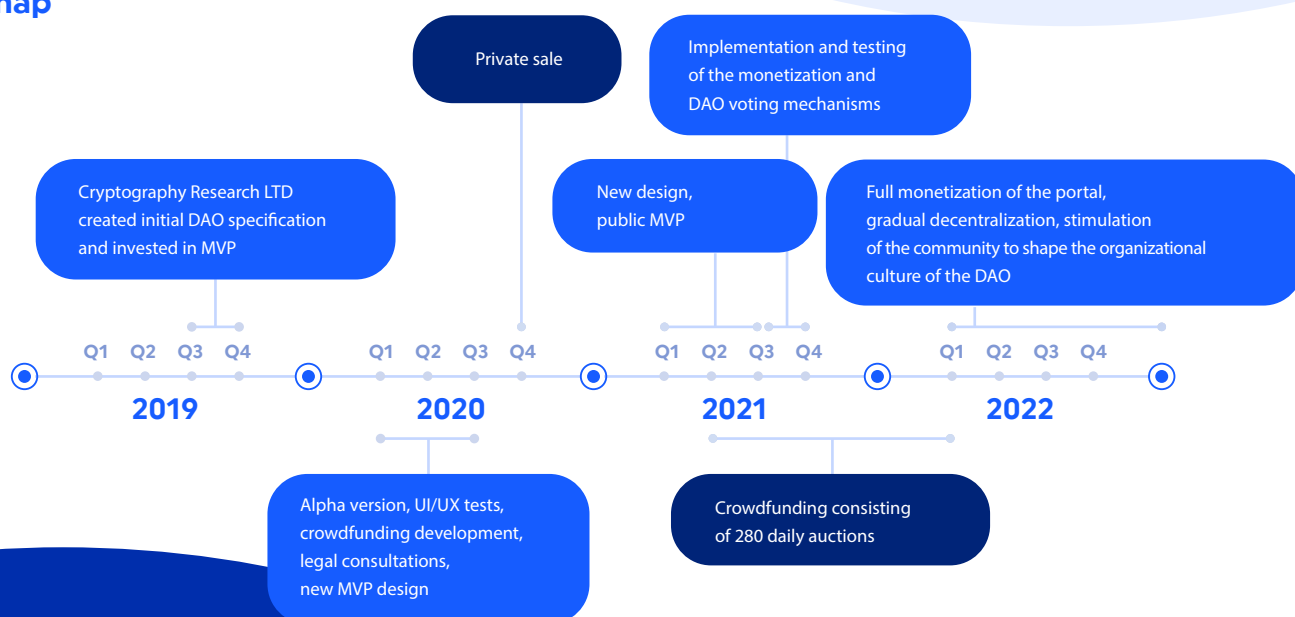 Private sale
Implementation and testing
of the monetization and
DAO voting mechanisms
Cryptography Research LTD
created initial DAO specification
and invested in MVP
New design,
public MVP
Full monetization of the portal,
gradual decentralization, stimulation
of the community to shape the organizational
culture of the DAO
Q1 Q2 Q3 Q4 Q1 Q2 Q3 Q4 Q1 Q2 Q3 Q4 Q1 Q2 Q3 Q4
2019 2020 2021 2022
Alpha version, UI/UX tests,
crowdfunding development,
legal consultations,
new MVP design
Crowdfunding consisting
of 280 daily auctions